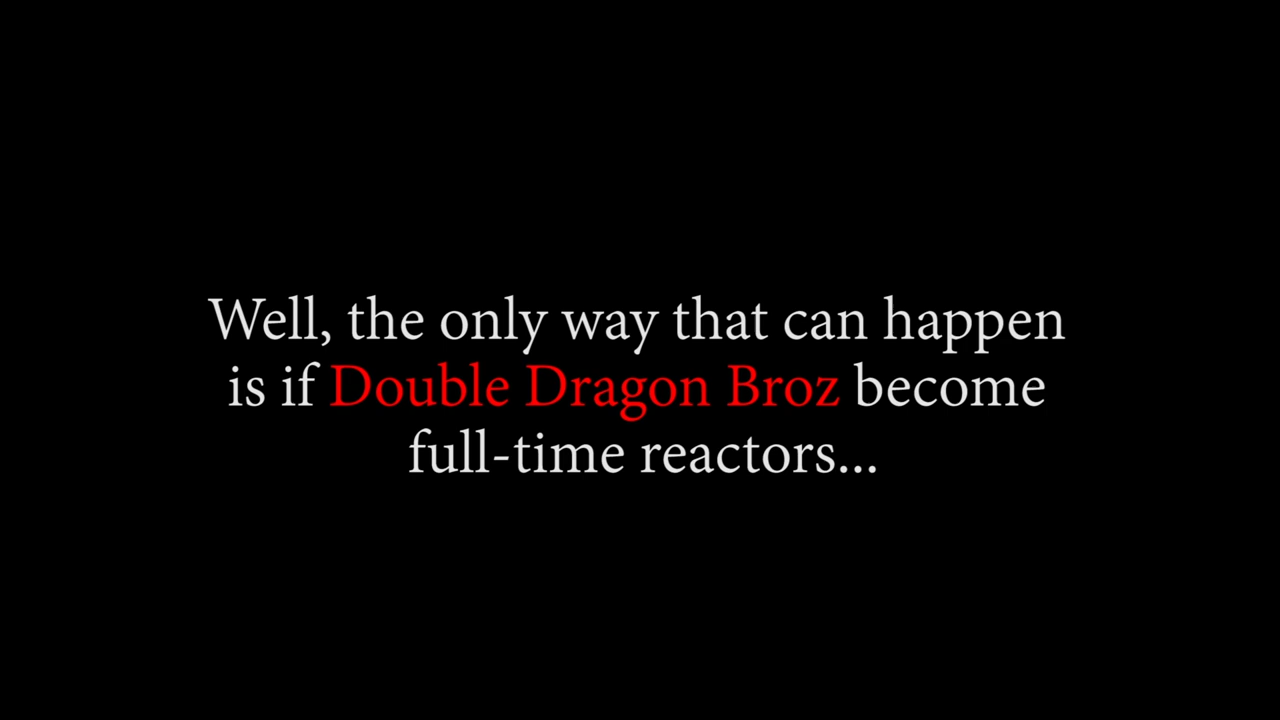 Well, the only way that can happen
is if Double Dragon Broz become
full-time reactors...